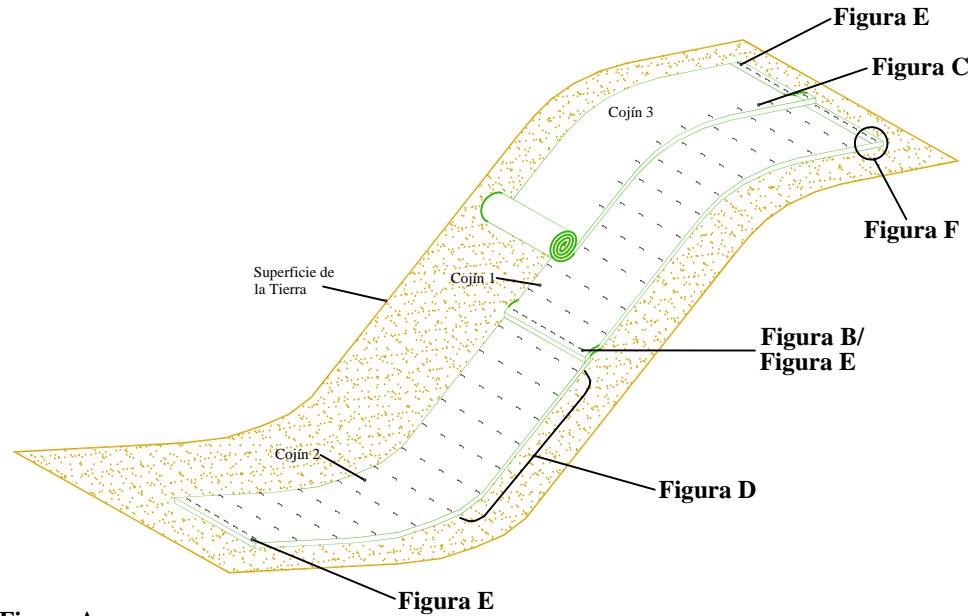 Figura E
Figura C
Cojín 3
Figura F
Superficie de
la Tierra
Cojín 1
Figura B/
Figura E
Cojín 2
Figura D
Figura E